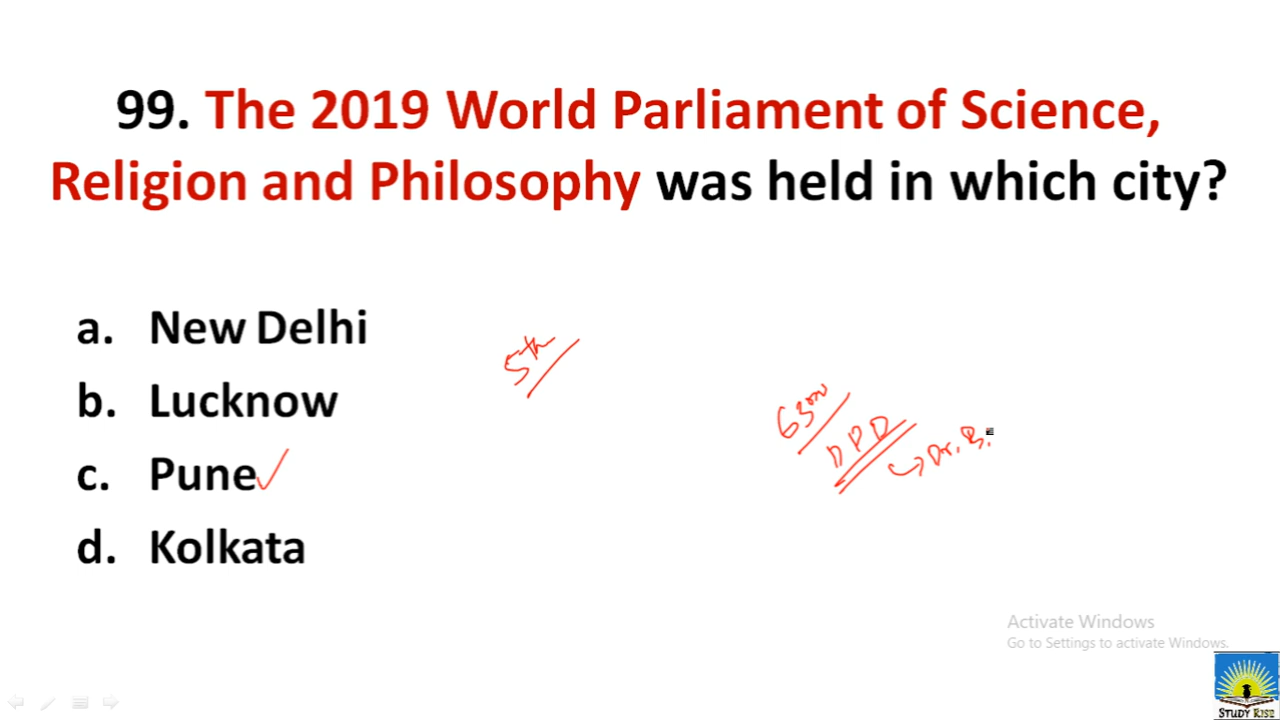 99. The 2019 World Parliament of Science,
Religion and Philosophy was held in which city?
a. New Delhi
b. Lucknow
c. Pune
d. Kolkata
5th
DPD
Dr. B.
Activate Windows
Go to Settings to activate Windows.
STUDY RISE